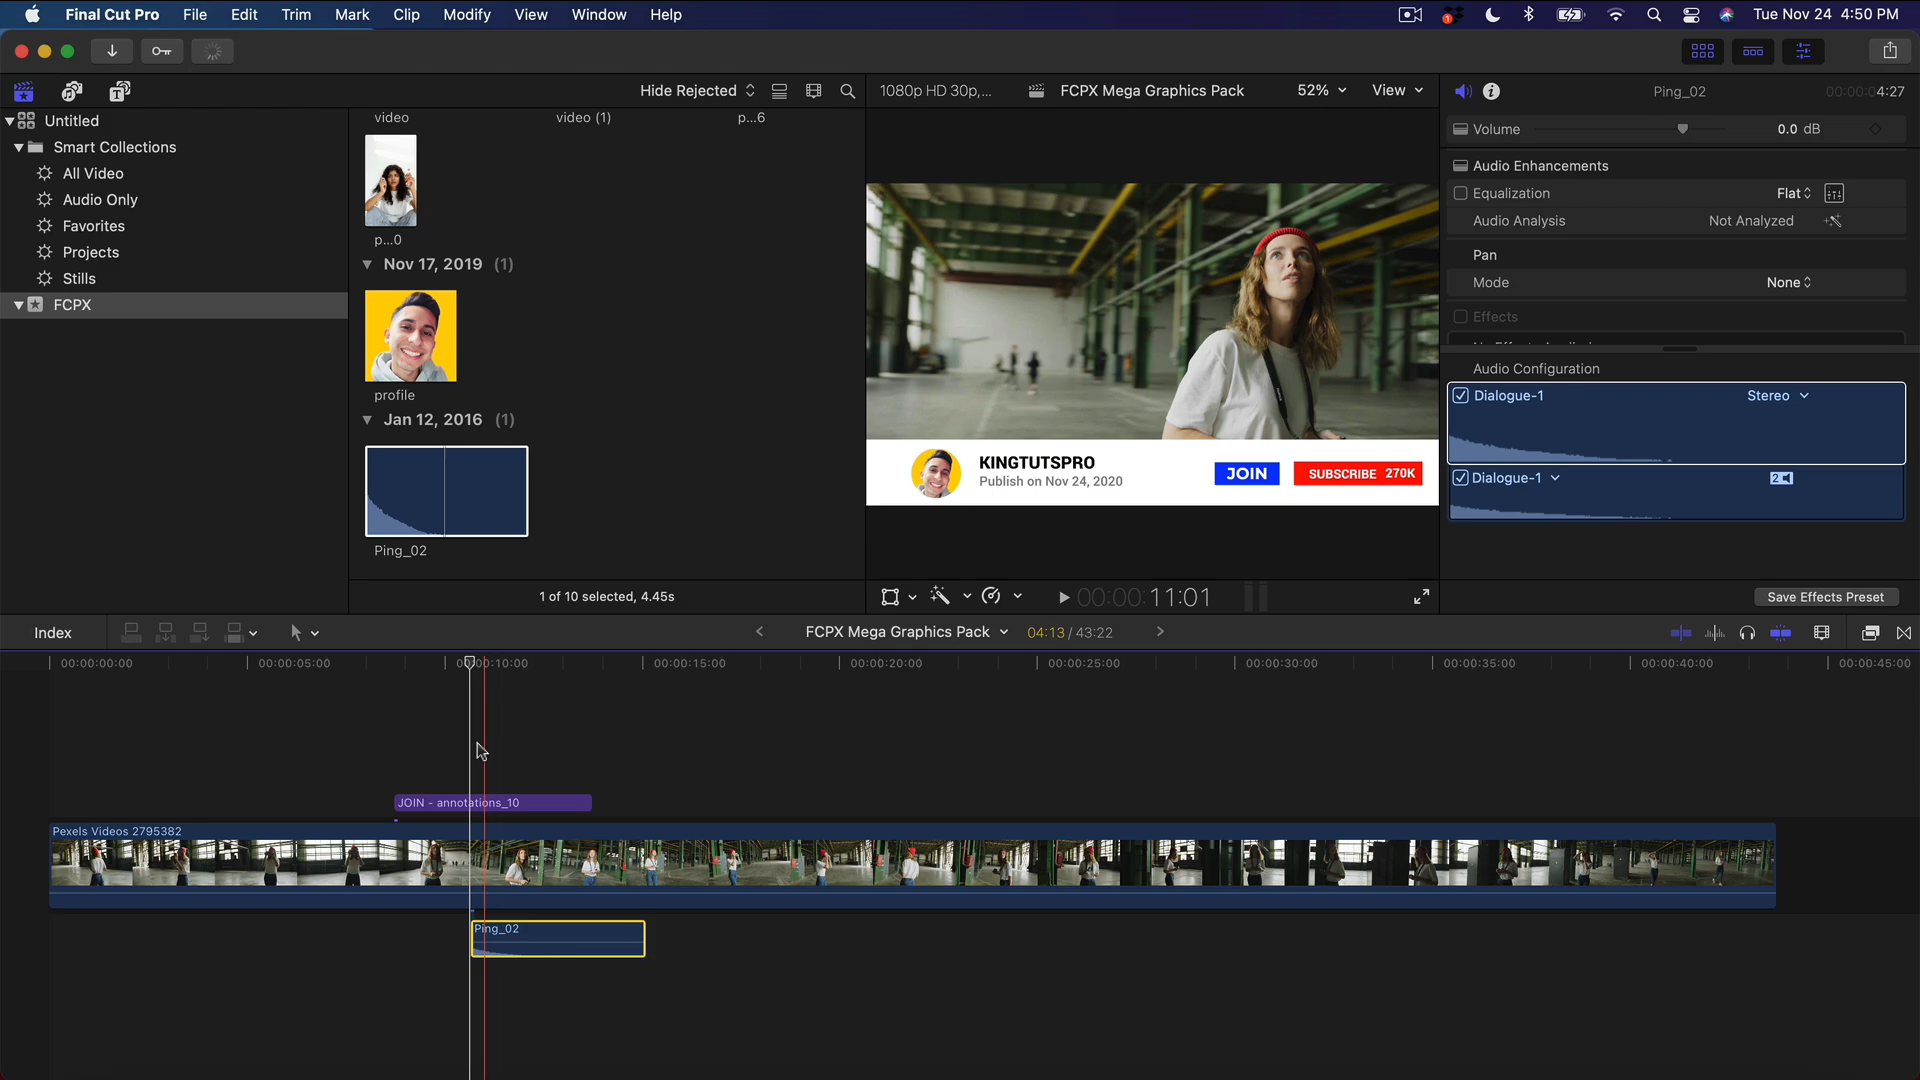 Final Cut Pro File Edit Trim Mark Clip Modify View Window Help
1 Tue Nov 24 4:50 PM
Hide Rejected
1080p HD 30p,... FCPX Mega Graphics Pack 52% View
Ping_02 00:00:04:27
Untitled
Smart Collections
All Video
Audio Only
Favorites
Projects
Stills
FCPX
video video (1) p...6
p...0
Nov 17, 2019 (1)
profile
Jan 12, 2016 (1)
Ping_02
1 of 10 selected, 4.45s
KINGTUTSPRO
Publish on Nov 24, 2020
JOIN
SUBSCRIBE 270K
00:00:11:01
Volume 0.0 dB
Audio Enhancements
Equalization Flat
Audio Analysis Not Analyzed
Pan
Mode None
Effects
Audio Configuration
Dialogue-1 Stereo
Dialogue-1 2
Save Effects Preset
Index
FCPX Mega Graphics Pack 04:13 / 43:22
00:00:00:00 00:00:05:00 00:00:10:00 00:00:15:00 00:00:20:00 00:00:25:00 00:00:30:00 00:00:35:00 00:00:40:00 00:00:45:00
JOIN - annotations_10
Pexels Videos 2795382
Ping_02